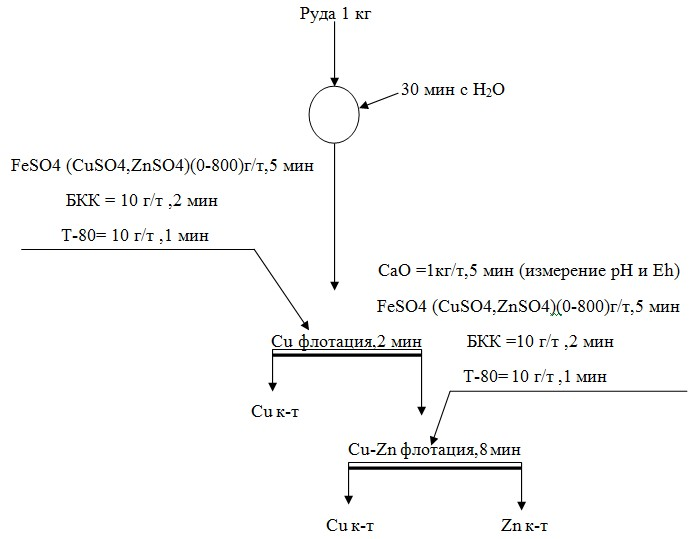 Руда 1 кг
30 мин с H₂O
FeSO4 (CuSO4,ZnSO4)(0-800)г/т,5 мин
БКК = 10 г/т ,2 мин
Т-80= 10 г/т ,1 мин
CaO =1кг/т,5 мин (измерение pH и Eh)
FeSO4 (CuSO4,ZnSO4)(0-800)г/т,5 мин
БКК =10 г/т ,2 мин
Т-80= 10 г/т ,1 мин
Cu флотация,2 мин
Cu к-т
Cu-Zn флотация,8 мин
Cu к-т
Zn к-т